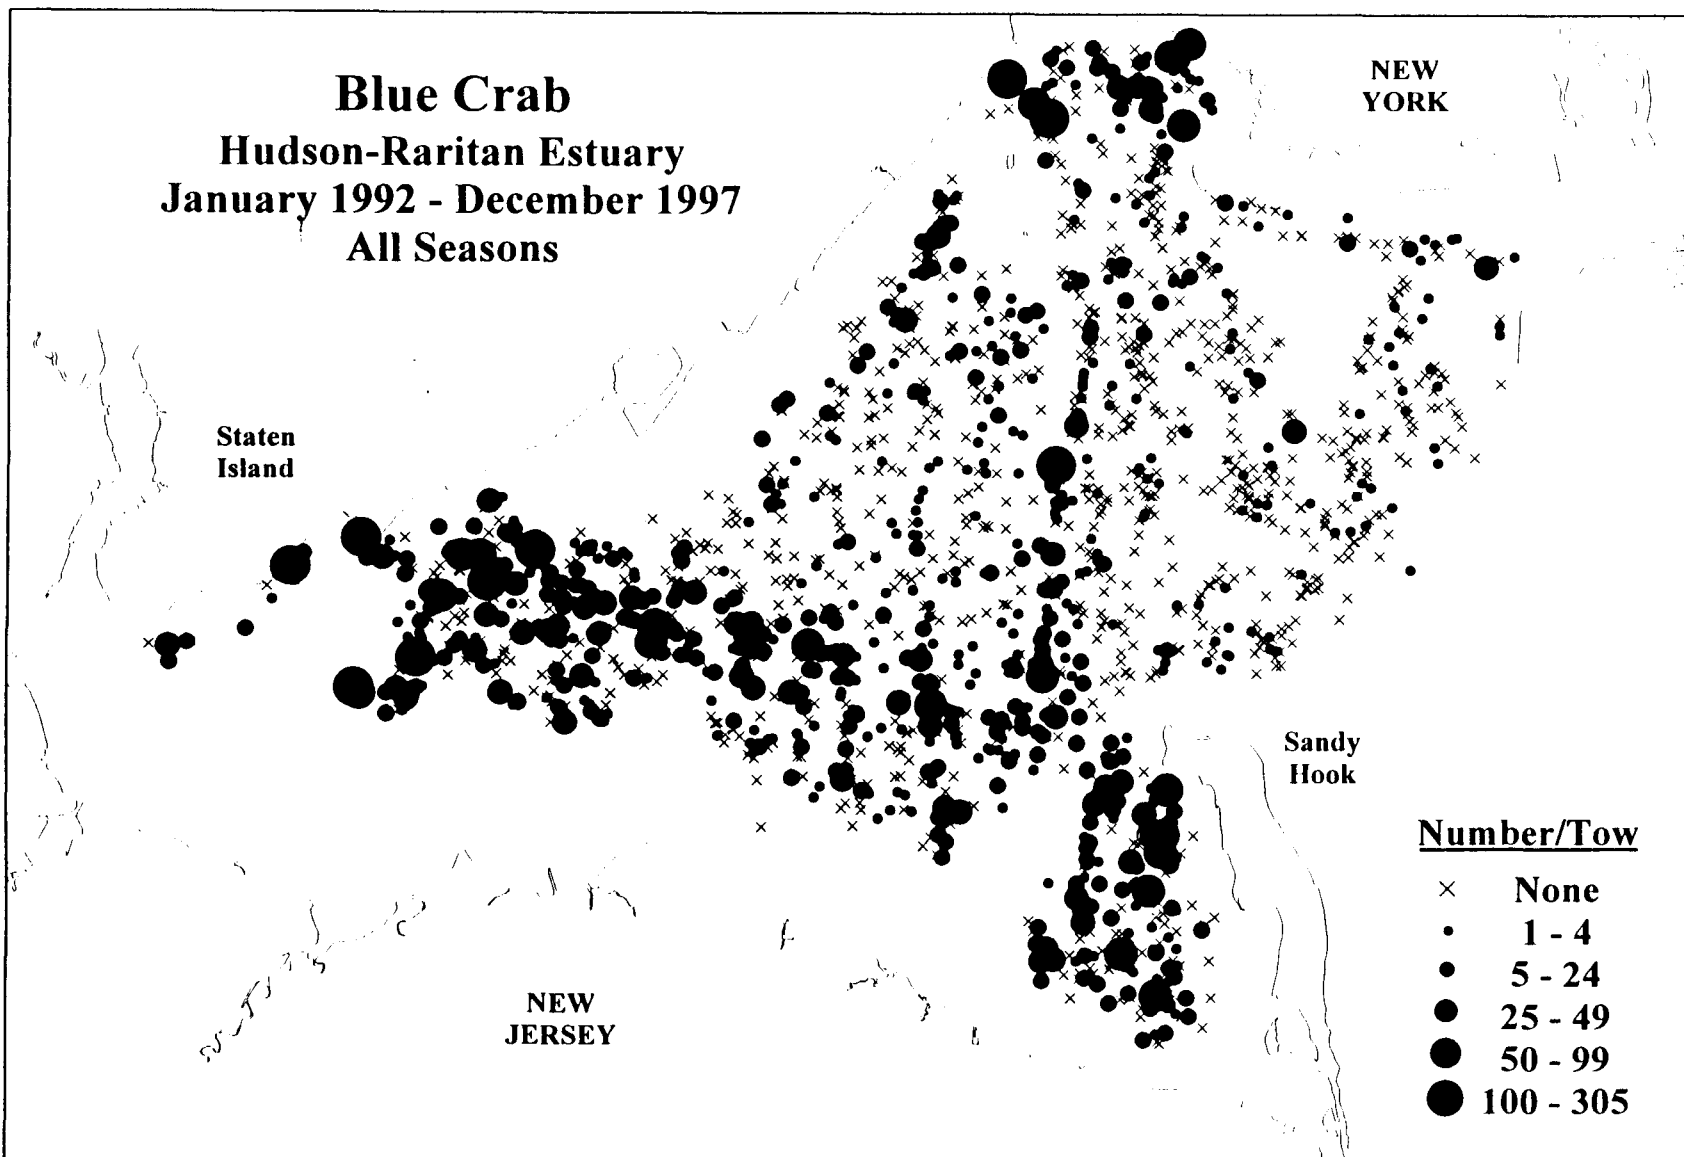 Blue Crab
Hudson-Raritan Estuary
January 1992 - December 1997
All Seasons
NEW
YORK
Staten
Island
Sandy
Hook
NEW
JERSEY
Number/Tow
None
1 - 4
5 - 24
25 - 49
50 - 99
100 - 305